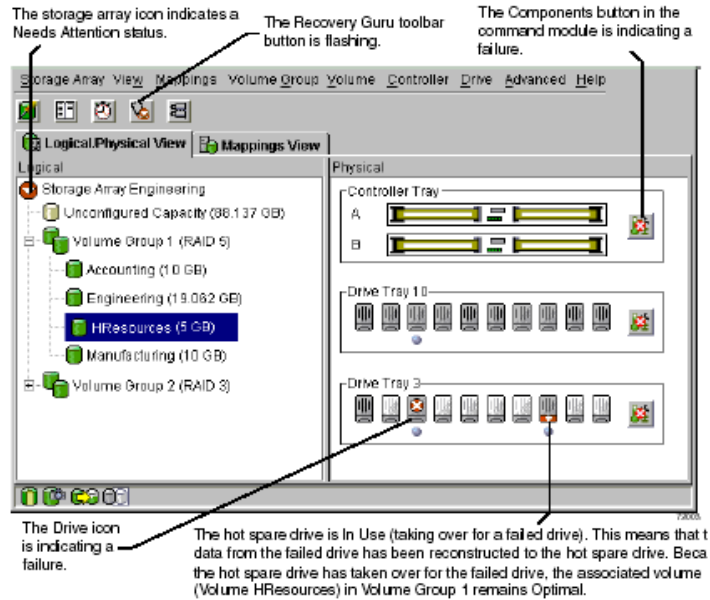 The storage array icon indicates a
Needs Attention status.
The Recovery Guru toolbar
button is flashing.
The Components button in the
command module is indicating a
failure.
Storage Array View Mappings Volume Group Volume Controller Drive Advanced Help
Logical/Physical View
Mappings View
Logical
Physical
Storage Array Engineering
Unconfigured Capacity (88.137 GB)
Volume Group 1 (RAID 5)
Accounting (10 GB)
Engineering (19.062 GB)
HResources (5 GB)
Manufacturing (10 GB)
Volume Group 2 (RAID 3)
Controller Tray
A
B
Drive Tray 10
Drive Tray 3
The Drive icon
is indicating a
failure.
The hot spare drive is In Use (taking over for a failed drive). This means that t
data from the failed drive has been reconstructed to the hot spare drive. Beca
the hot spare drive has taken over for the failed drive, the associated volume
(Volume HResources) in Volume Group 1 remains Optimal.